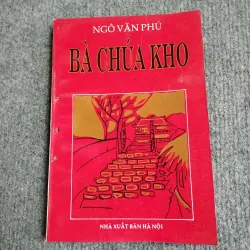 NGÔ VĂN PHÚ
BÀ CHÚA KHO
NHÀ XUẤT BẢN HÀ NỘI